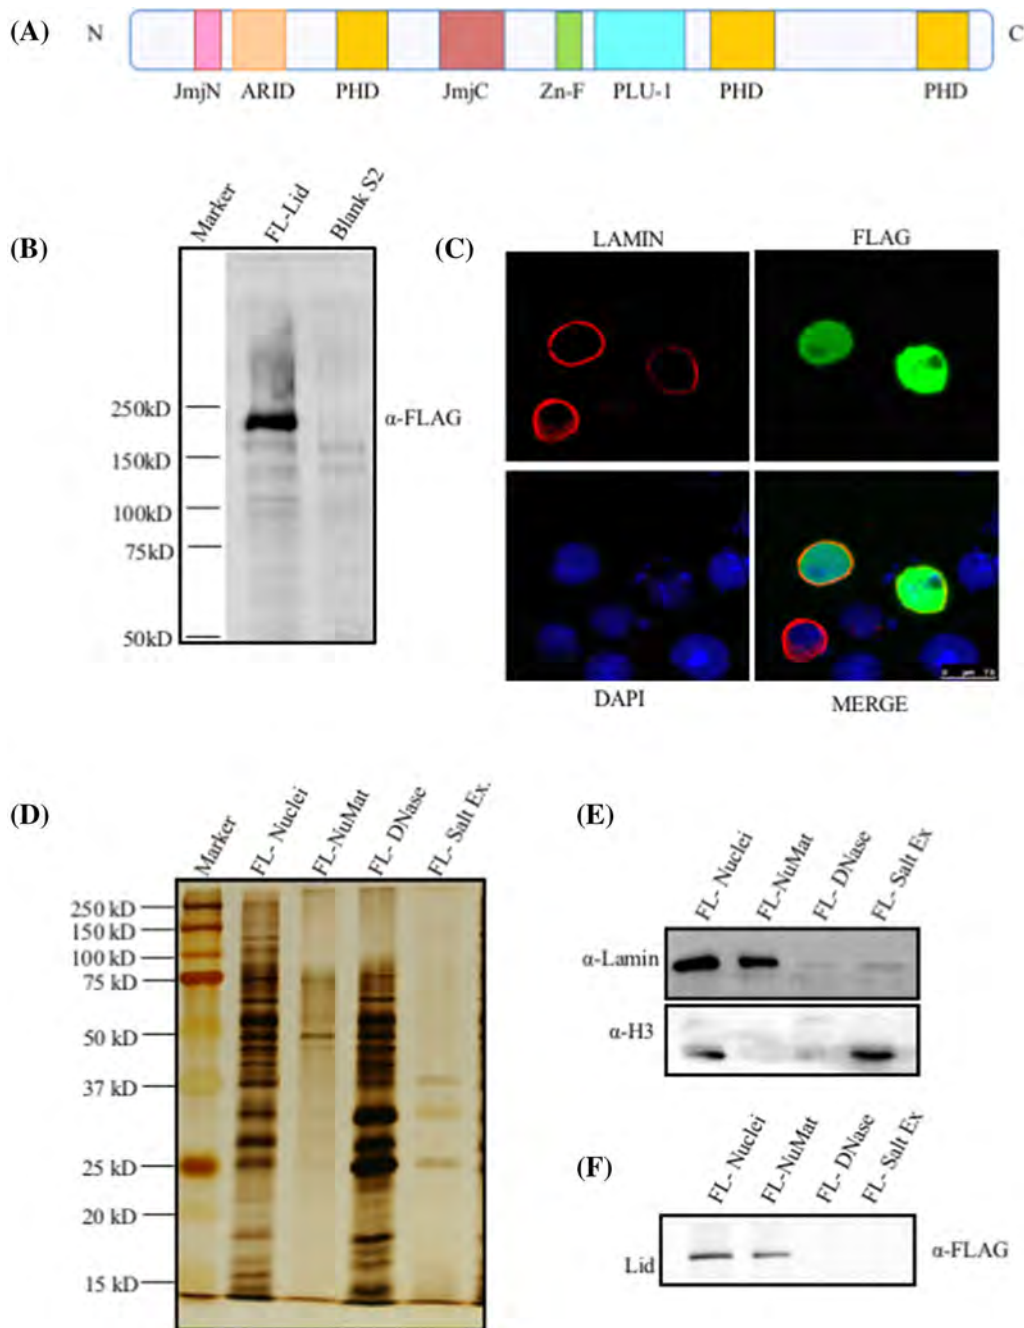 (A)
N
C
JmjN ARID PHD JmjC Zn-F PLU-1 PHD PHD
(B)
Marker
FL-Lid
Blank S2
250kD
150kD
100kD
75kD
50kD
α-FLAG
(C)
LAMIN FLAG
DAPI MERGE
(D)
Marker
FL- Nuclei
FL-NuMat
FL- DNase
FL- Salt Ex.
250 kD
150 kD
100 kD
75 kD
50 kD
37 kD
25 kD
20 kD
15 kD
(E)
FL- Nuclei
FL-NuMat
FL- DNase
FL- Salt Ex
α-Lamin
α-H3
(F)
FL- Nuclei
FL-NuMat
FL- DNase
FL- Salt Ex
Lid
α-FLAG